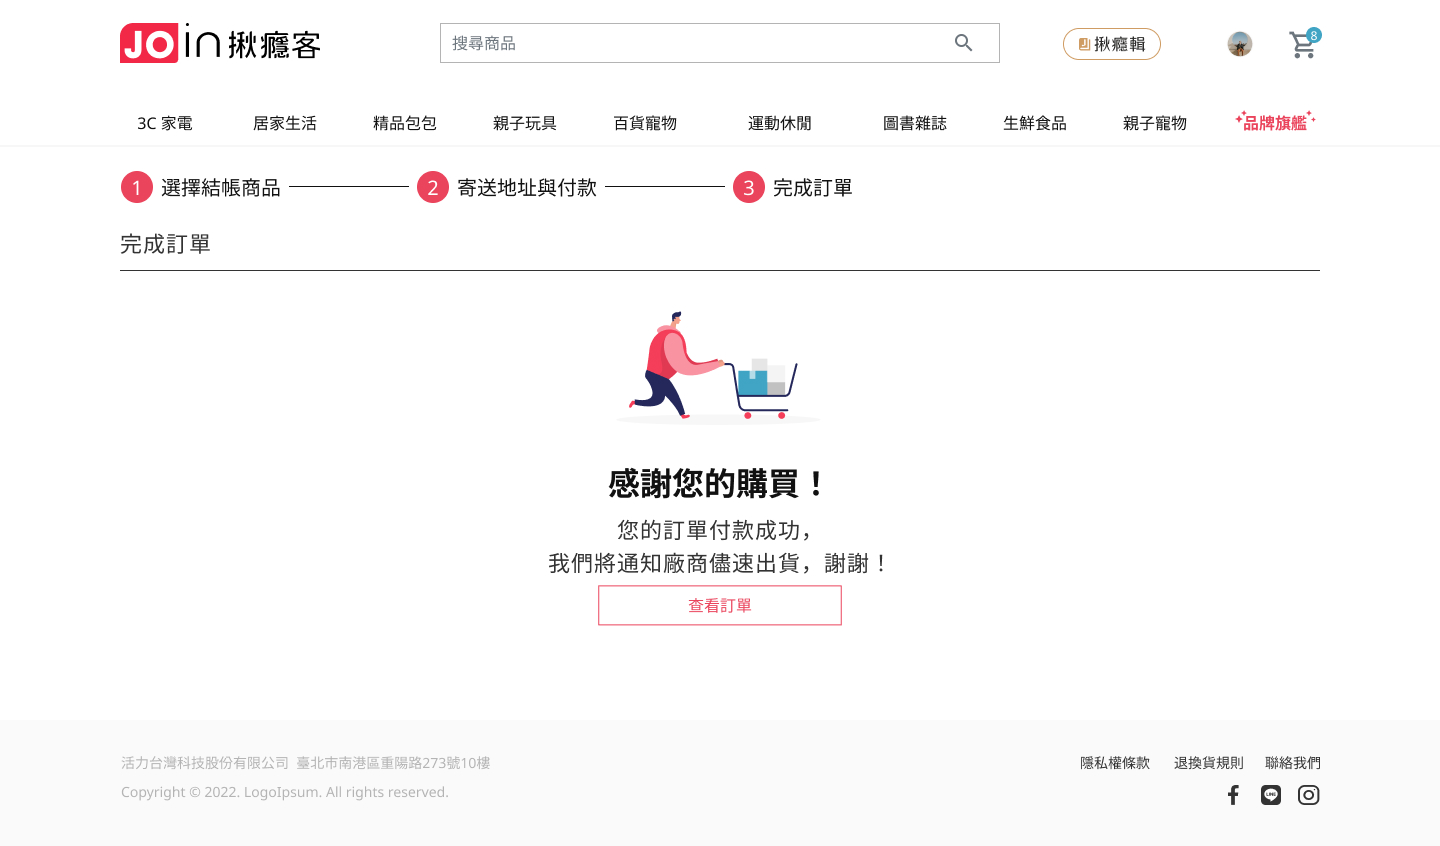 JOin 揪癮客
搜尋商品
揪癮輯
8
3C 家電 居家生活 精品包包 親子玩具 百貨寵物 運動休閒 圖書雜誌 生鮮食品 親子寵物 品牌旗艦
1 選擇結帳商品 2 寄送地址與付款 3 完成訂單
完成訂單
感謝您的購買！
您的訂單付款成功，
我們將通知廠商儘速出貨，謝謝！
查看訂單
活力台灣科技股份有限公司 臺北市南港區重陽路273號10樓
隱私權條款 退換貨規則 聯絡我們
Copyright © 2022. LogoIpsum. All rights reserved.
LINE